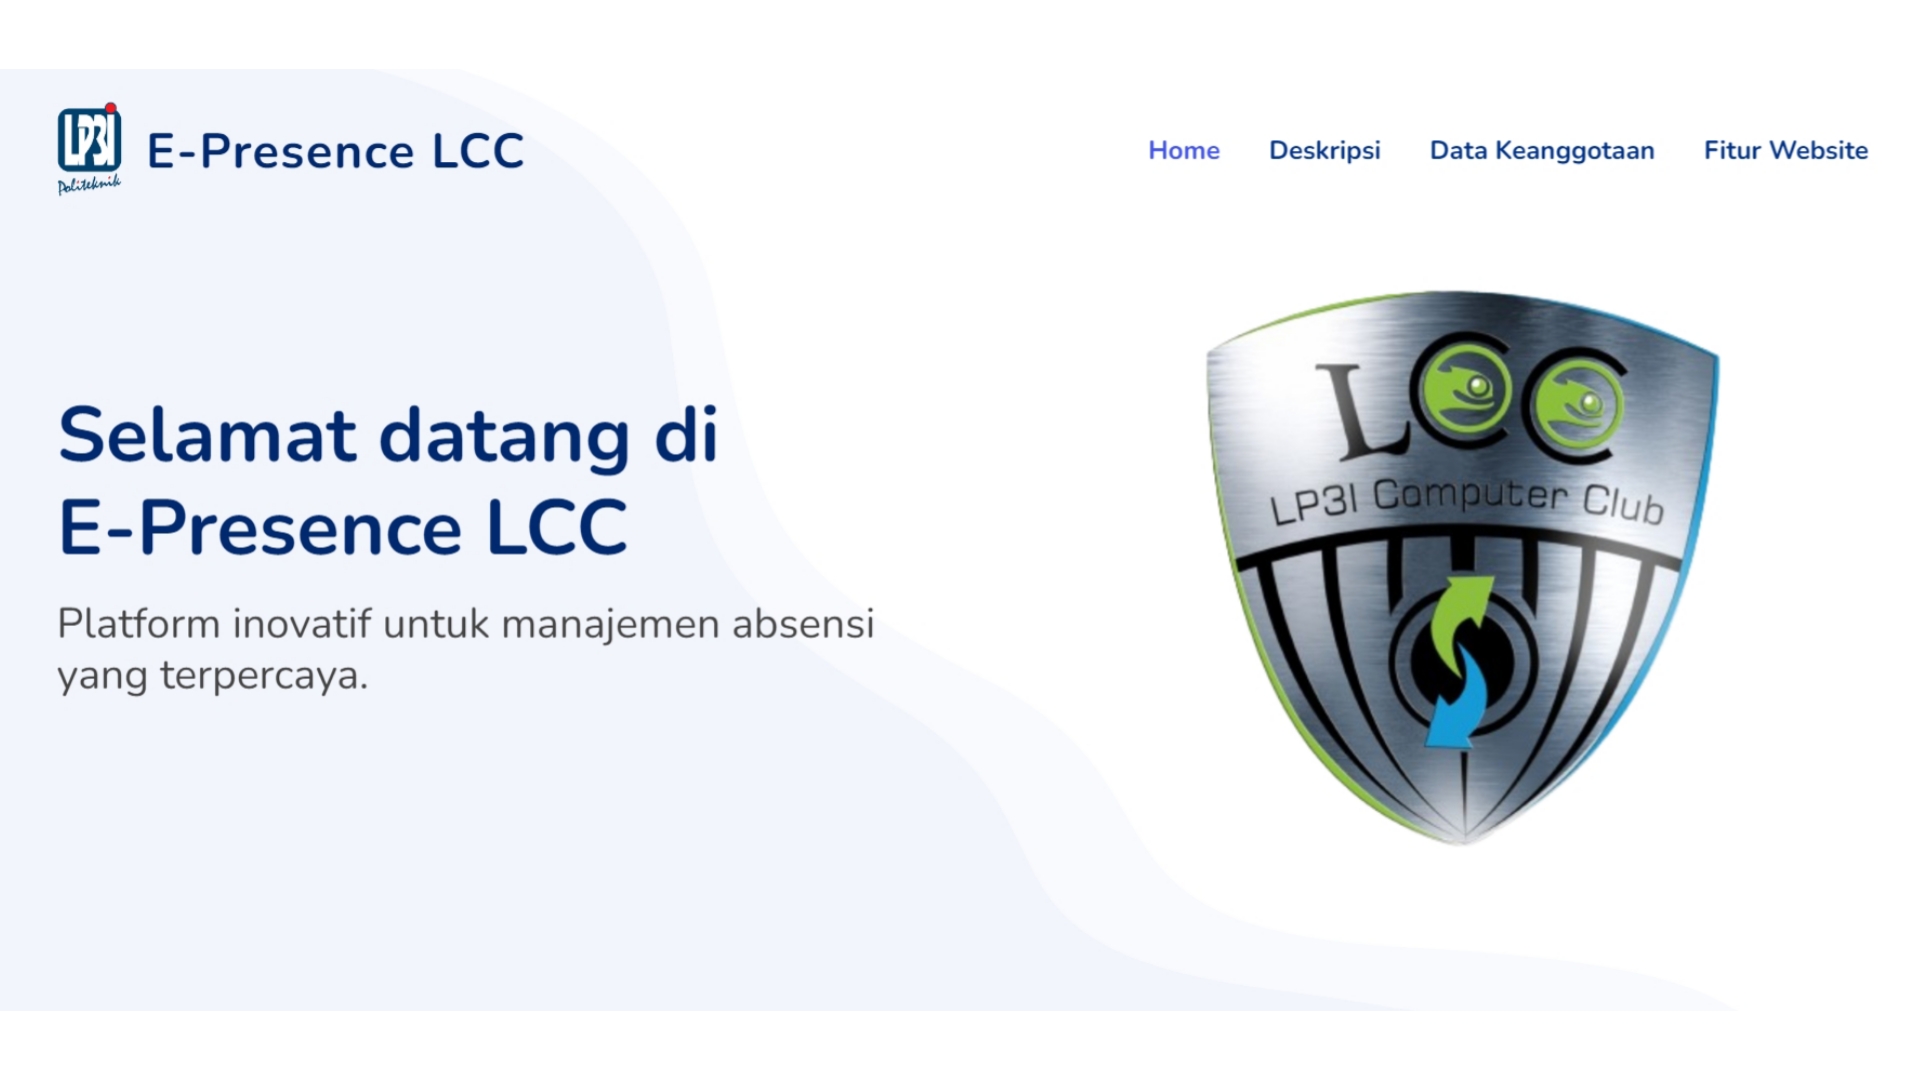 LP3I
Politeknik
E-Presence LCC
Home
Deskripsi
Data Keanggotaan
Fitur Website
Selamat datang di
E-Presence LCC
Platform inovatif untuk manajemen absensi
yang terpercaya.
LCC
LP3I Computer Club